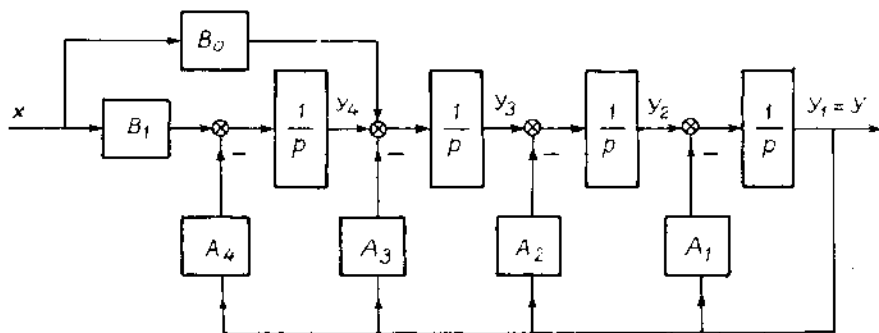 B₀
x
B₁
−
1
p
y₄
−
1
p
y₃
−
1
p
y₂
−
1
p
y₁ = y
A₄
A₃
A₂
A₁